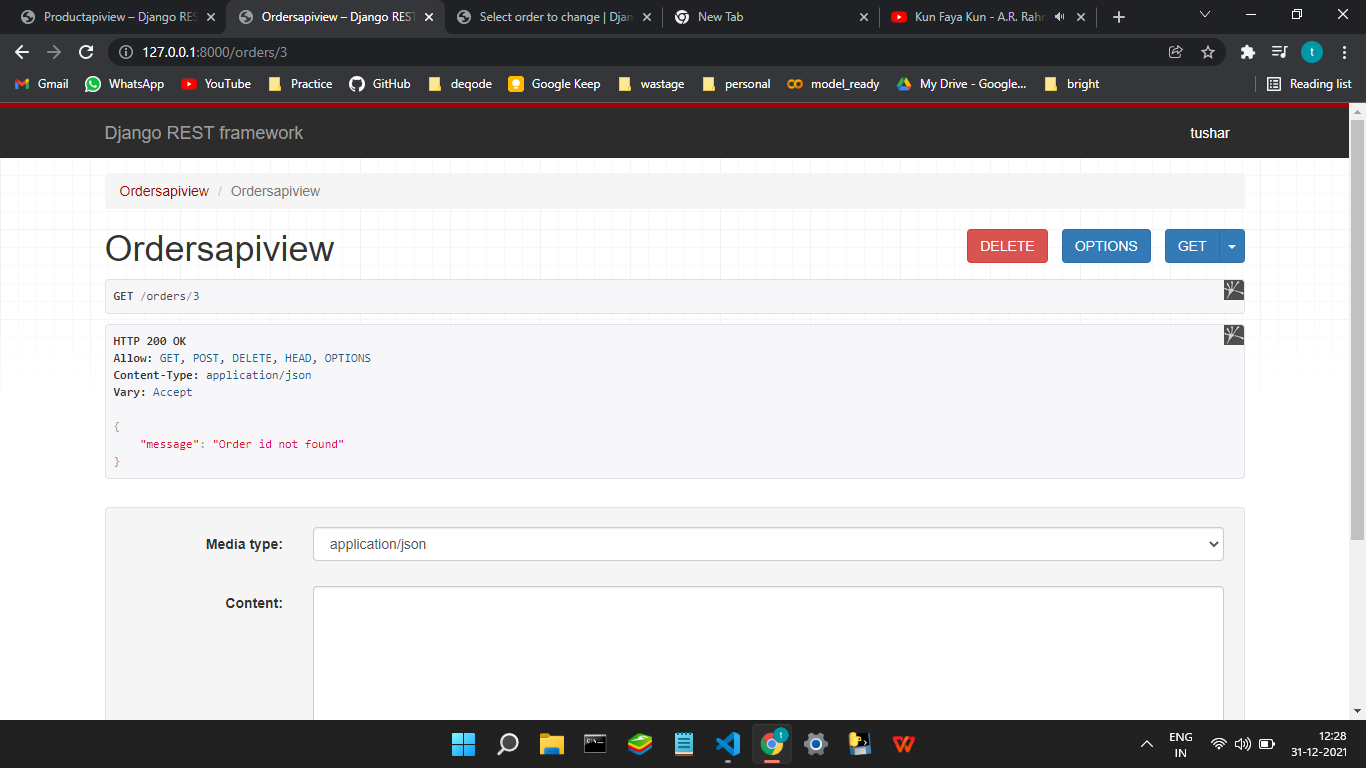 Productapiview – Django RES
Ordersapiview – Django REST
Select order to change | Djan
New Tab
Kun Faya Kun - A.R. Rahm
127.0.0.1:8000/orders/3
t
Gmail
WhatsApp
YouTube
Practice
GitHub
deqode
Google Keep
wastage
personal
model_ready
My Drive - Google...
bright
Reading list
Django REST framework
tushar
Ordersapiview / Ordersapiview
Ordersapiview
DELETE
OPTIONS
GET
GET /orders/3
HTTP 200 OK
Allow: GET, POST, DELETE, HEAD, OPTIONS
Content-Type: application/json
Vary: Accept
{
"message": "Order id not found"
}
Media type:
application/json
Content:
t
ENG
IN
12:28
31-12-2021